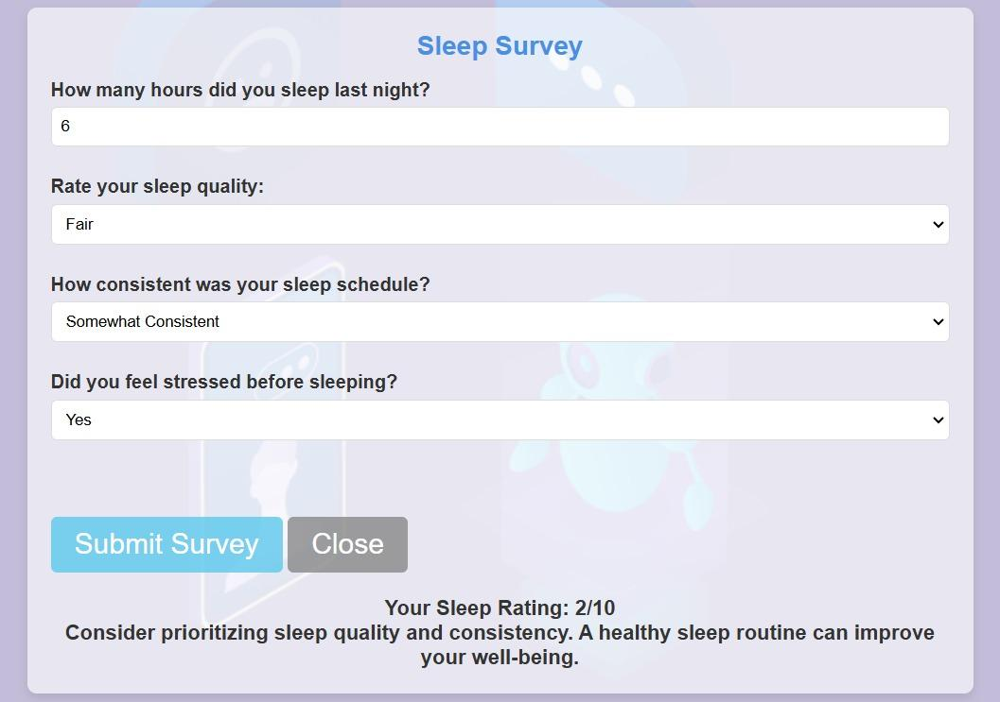 Sleep Survey
How many hours did you sleep last night?
6
Rate your sleep quality:
Fair
How consistent was your sleep schedule?
Somewhat Consistent
Did you feel stressed before sleeping?
Yes
Submit Survey Close
Your Sleep Rating: 2/10
Consider prioritizing sleep quality and consistency. A healthy sleep routine can improve
your well-being.